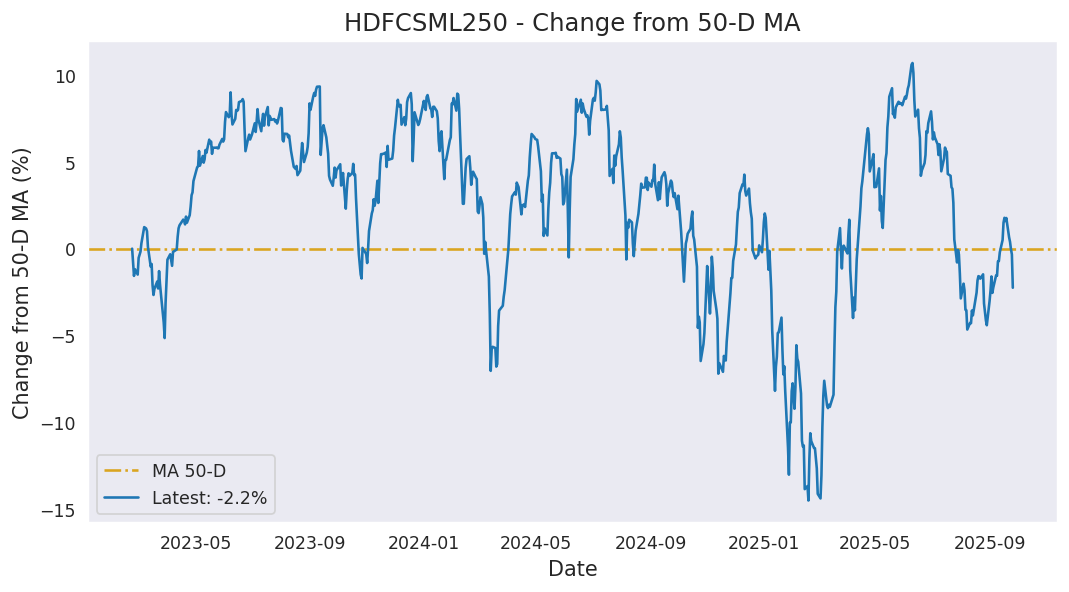 HDFCSML250 - Change from 50-D MA
Change from 50-D MA (%)
10
5
0
−5
−10
−15
MA 50-D
Latest: -2.2%
2023-05 2023-09 2024-01 2024-05 2024-09 2025-01 2025-05 2025-09
Date